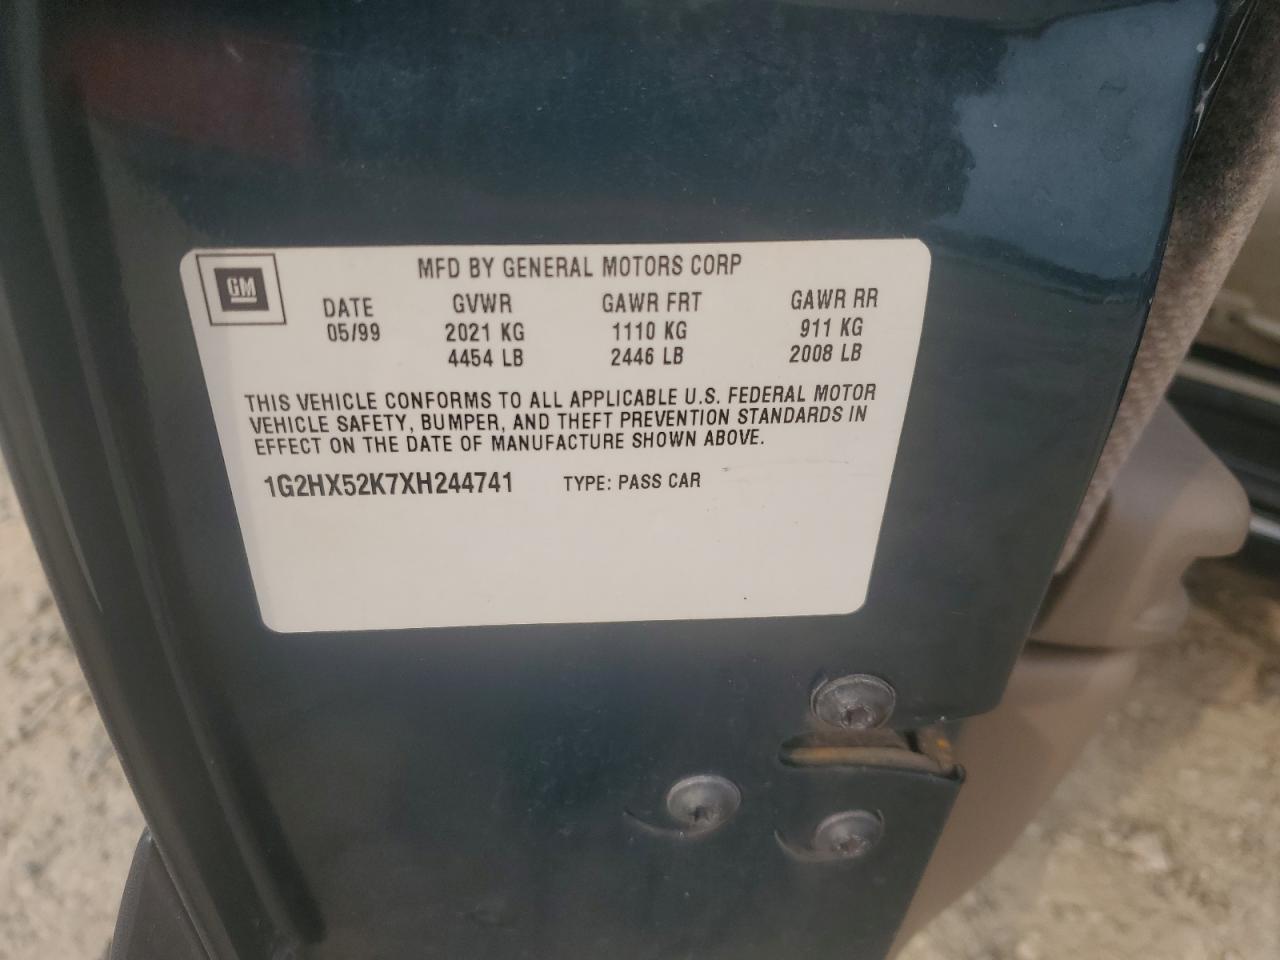 GM
MFD BY GENERAL MOTORS CORP
DATE GVWR GAWR FRT GAWR RR
05/99 2021 KG 1110 KG 911 KG
4454 LB 2446 LB 2008 LB
THIS VEHICLE CONFORMS TO ALL APPLICABLE U.S. FEDERAL MOTOR
VEHICLE SAFETY, BUMPER, AND THEFT PREVENTION STANDARDS IN
EFFECT ON THE DATE OF MANUFACTURE SHOWN ABOVE.
1G2HX52K7XH244741 TYPE: PASS CAR